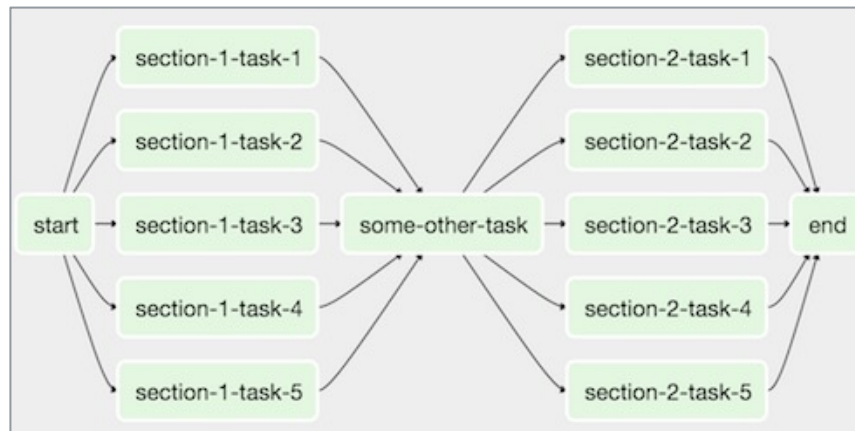 start
section-1-task-1
section-1-task-2
section-1-task-3
section-1-task-4
section-1-task-5
some-other-task
section-2-task-1
section-2-task-2
section-2-task-3
section-2-task-4
section-2-task-5
end